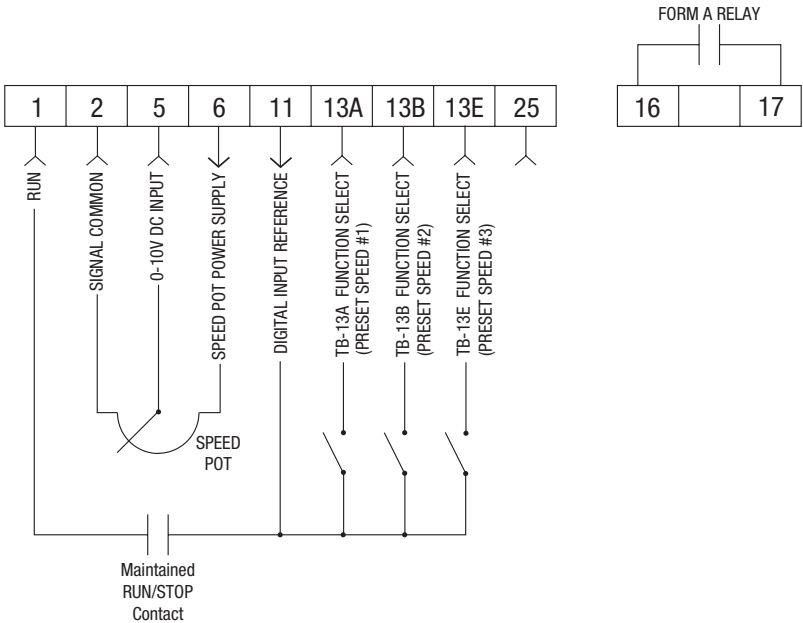 FORM A RELAY
1 2 5 6 11 13A 13B 13E 25
16 17
RUN
SIGNAL COMMON
0-10V DC INPUT
SPEED POT POWER SUPPLY
DIGITAL INPUT REFERENCE
TB-13A FUNCTION SELECT
(PRESET SPEED #1)
TB-13B FUNCTION SELECT
(PRESET SPEED #2)
TB-13E FUNCTION SELECT
(PRESET SPEED #3)
SPEED
POT
Maintained
RUN/STOP
Contact